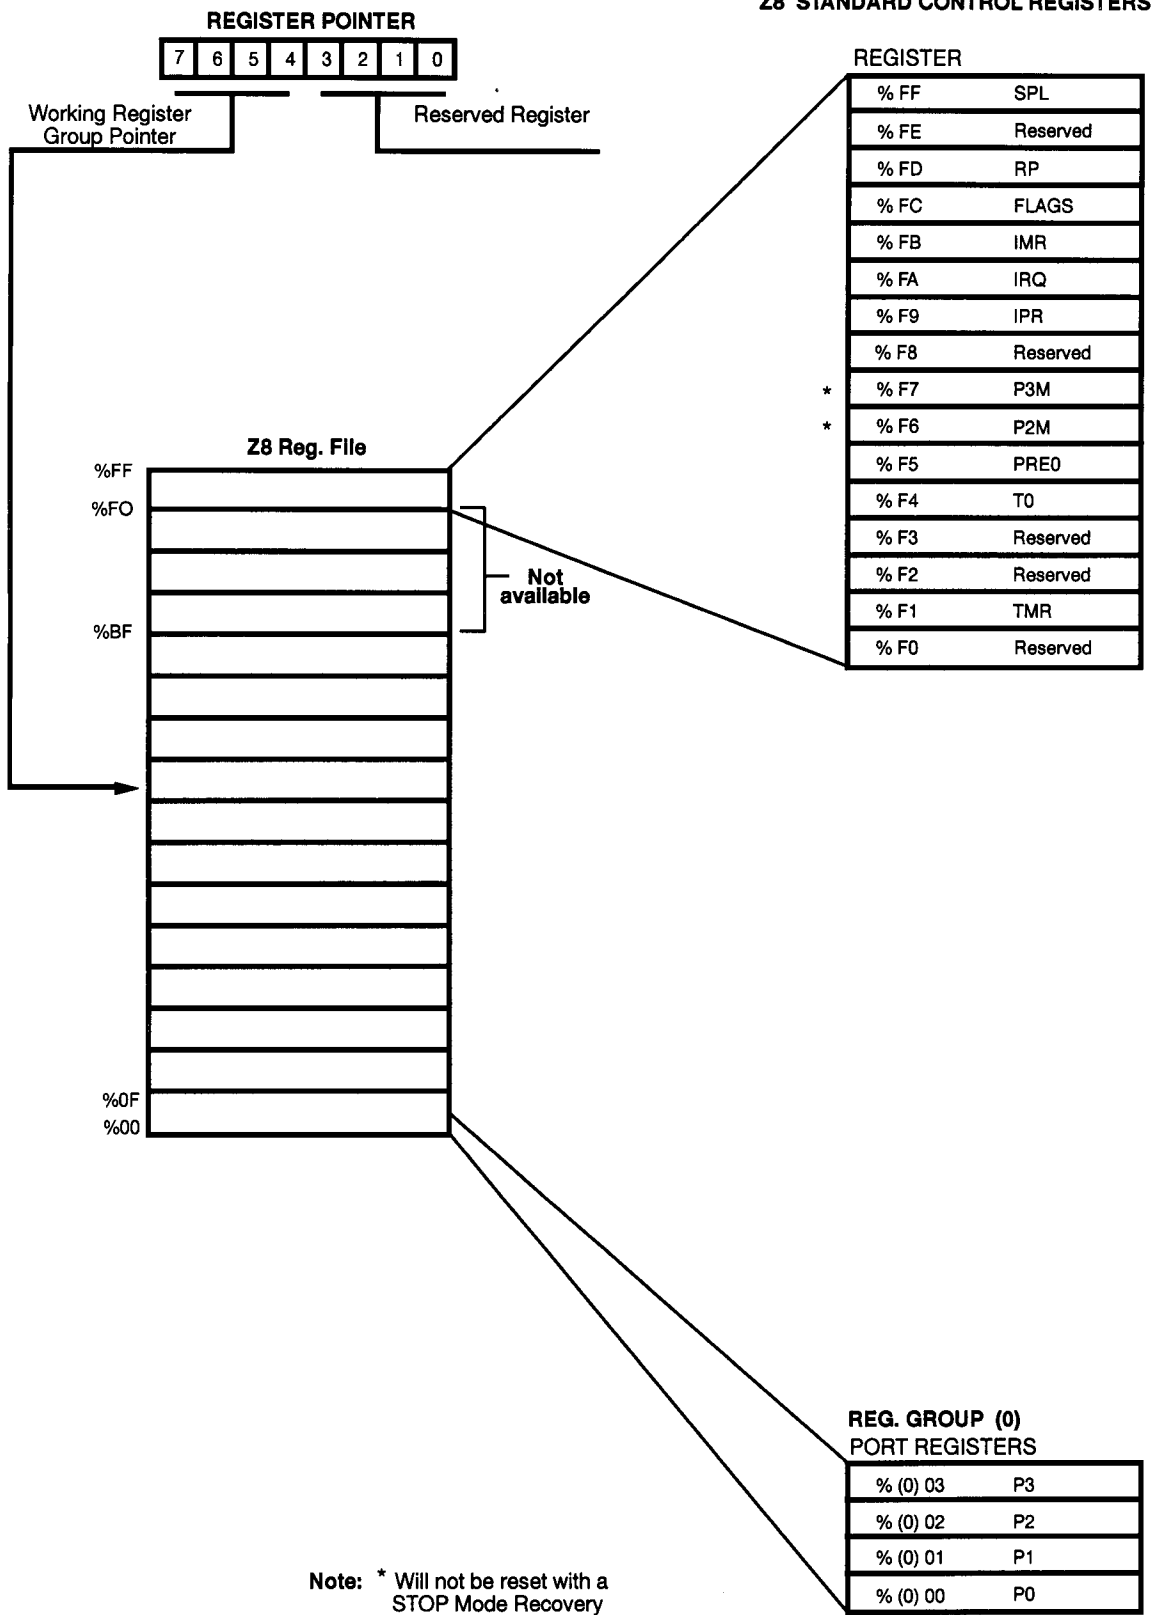 Z8 STANDARD CONTROL REGISTERS
REGISTER POINTER
7 6 5 4 3 2 1 0
Working Register
Group Pointer
Reserved Register
REGISTER
% FF SPL
% FE Reserved
% FD RP
% FC FLAGS
% FB IMR
% FA IRQ
% F9 IPR
% F8 Reserved
* % F7 P3M
* % F6 P2M
% F5 PRE0
% F4 T0
% F3 Reserved
% F2 Reserved
% F1 TMR
% F0 Reserved
Z8 Reg. File
%FF
%FO
Not
available
%BF
%0F
%00
REG. GROUP (0)
PORT REGISTERS
% (0) 03 P3
% (0) 02 P2
% (0) 01 P1
% (0) 00 P0
Note: * Will not be reset with a
STOP Mode Recovery